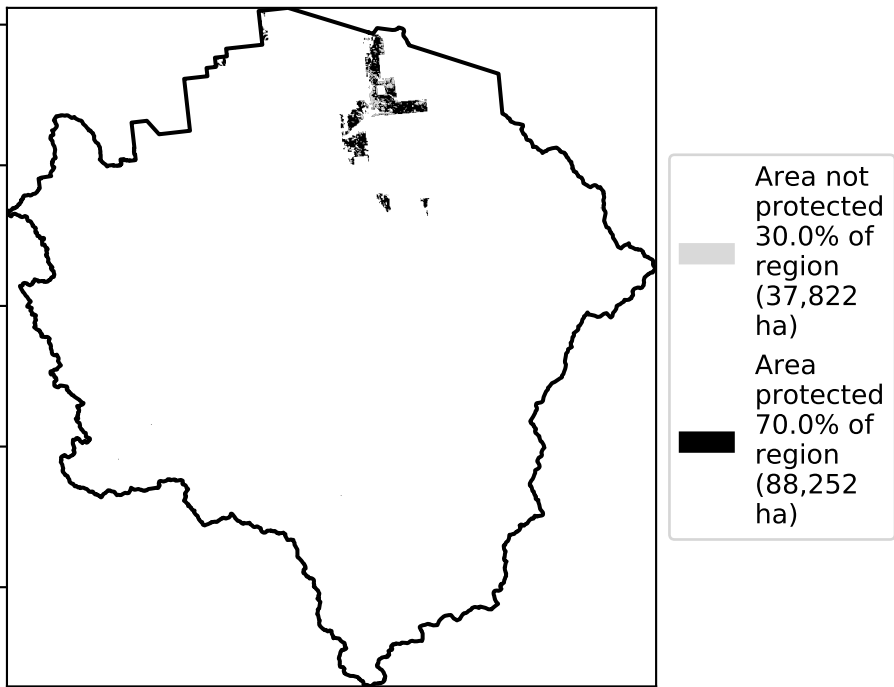 Area not
protected
30.0% of
region
(37,822
ha)
Area
protected
70.0% of
region
(88,252
ha)